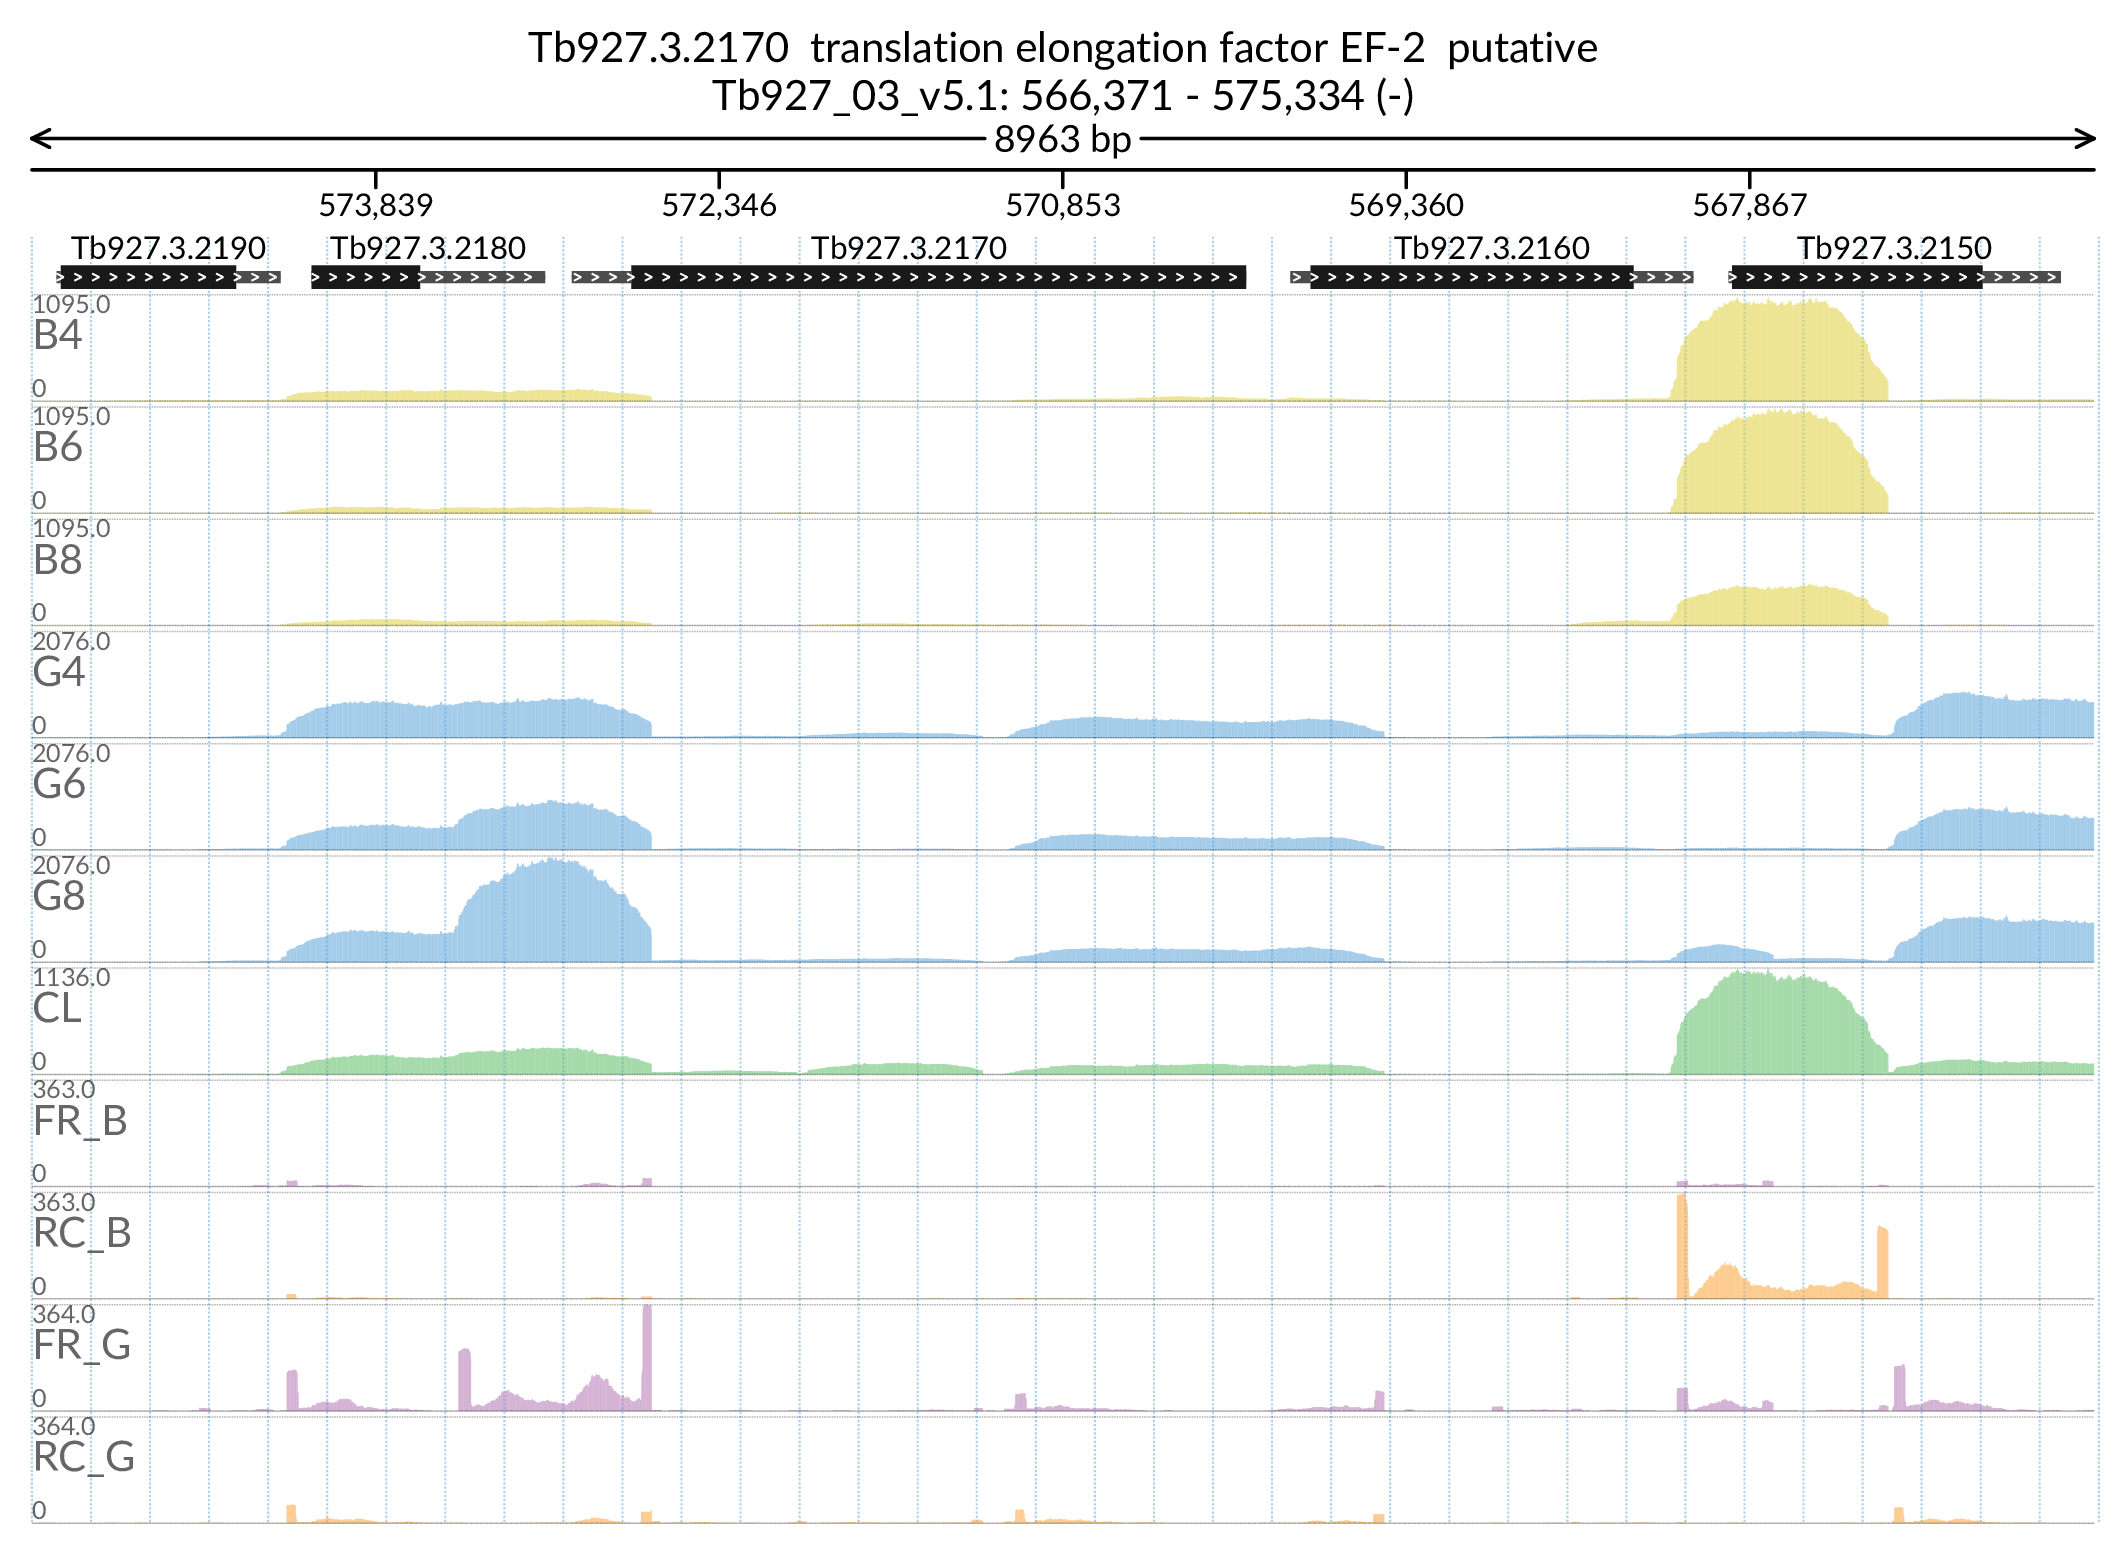 Tb927.3.2170  translation elongation factor EF-2  putative
Tb927_03_v5.1: 566,371 - 575,334 (-)
8963 bp
573,839 572,346 570,853 569,360 567,867
Tb927.3.2190 Tb927.3.2180 Tb927.3.2170 Tb927.3.2160 Tb927.3.2150
1095.0
B4
0
1095.0
B6
0
1095.0
B8
0
2076.0
G4
0
2076.0
G6
0
2076.0
G8
0
1136.0
CL
0
363.0
FR_B
0
363.0
RC_B
0
364.0
FR_G
0
364.0
RC_G
0